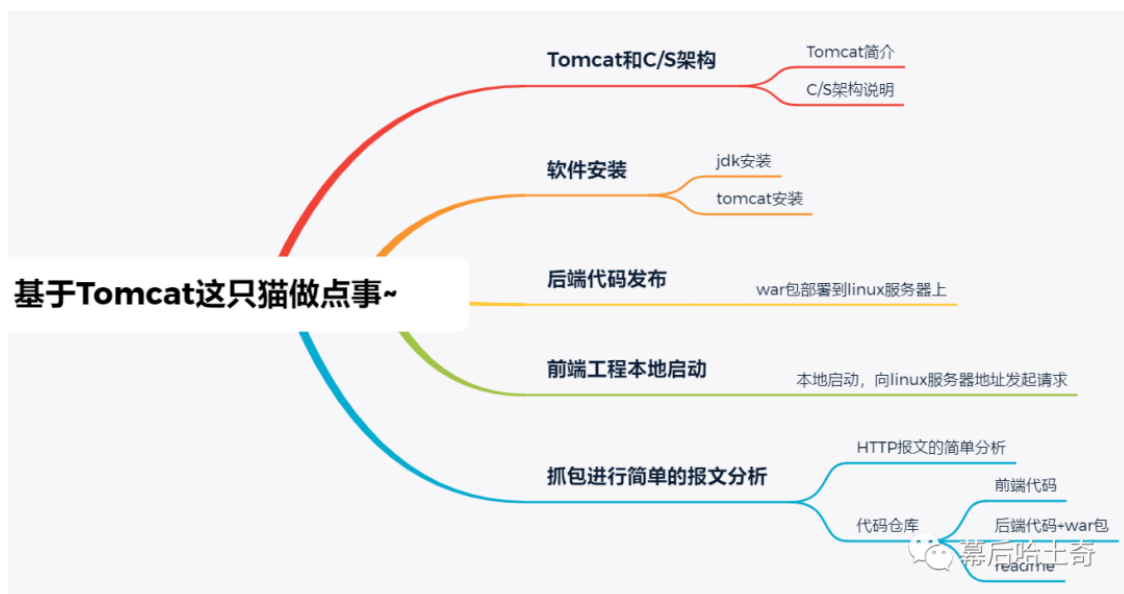 Tomcat和C/S架构
Tomcat简介
C/S架构说明
软件安装
jdk安装
tomcat安装
后端代码发布
war包部署到linux服务器上
基于Tomcat这只猫做点事~
前端工程本地启动
本地启动，向linux服务器地址发起请求
抓包进行简单的报文分析
HTTP报文的简单分析
代码仓库
前端代码
后端代码+war包
readme
幕后哈土奇